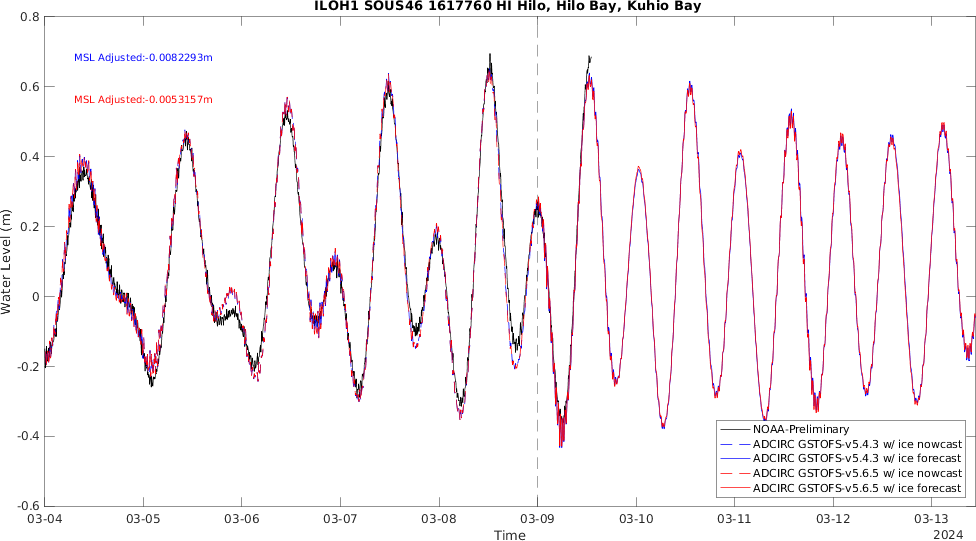 ILOH1 SOUS46 1617760 HI Hilo, Hilo Bay, Kuhio Bay
0.8
0.6
0.4
0.2
0
-0.2
-0.4
-0.6
Water Level (m)
MSL Adjusted:-0.0082293m
MSL Adjusted:-0.0053157m
NOAA-Preliminary
ADCIRC GSTOFS-v5.4.3 w/ ice nowcast
ADCIRC GSTOFS-v5.4.3 w/ ice forecast
ADCIRC GSTOFS-v5.6.5 w/ ice nowcast
ADCIRC GSTOFS-v5.6.5 w/ ice forecast
03-04 03-05 03-06 03-07 03-08 03-09 03-10 03-11 03-12 03-13
Time
2024